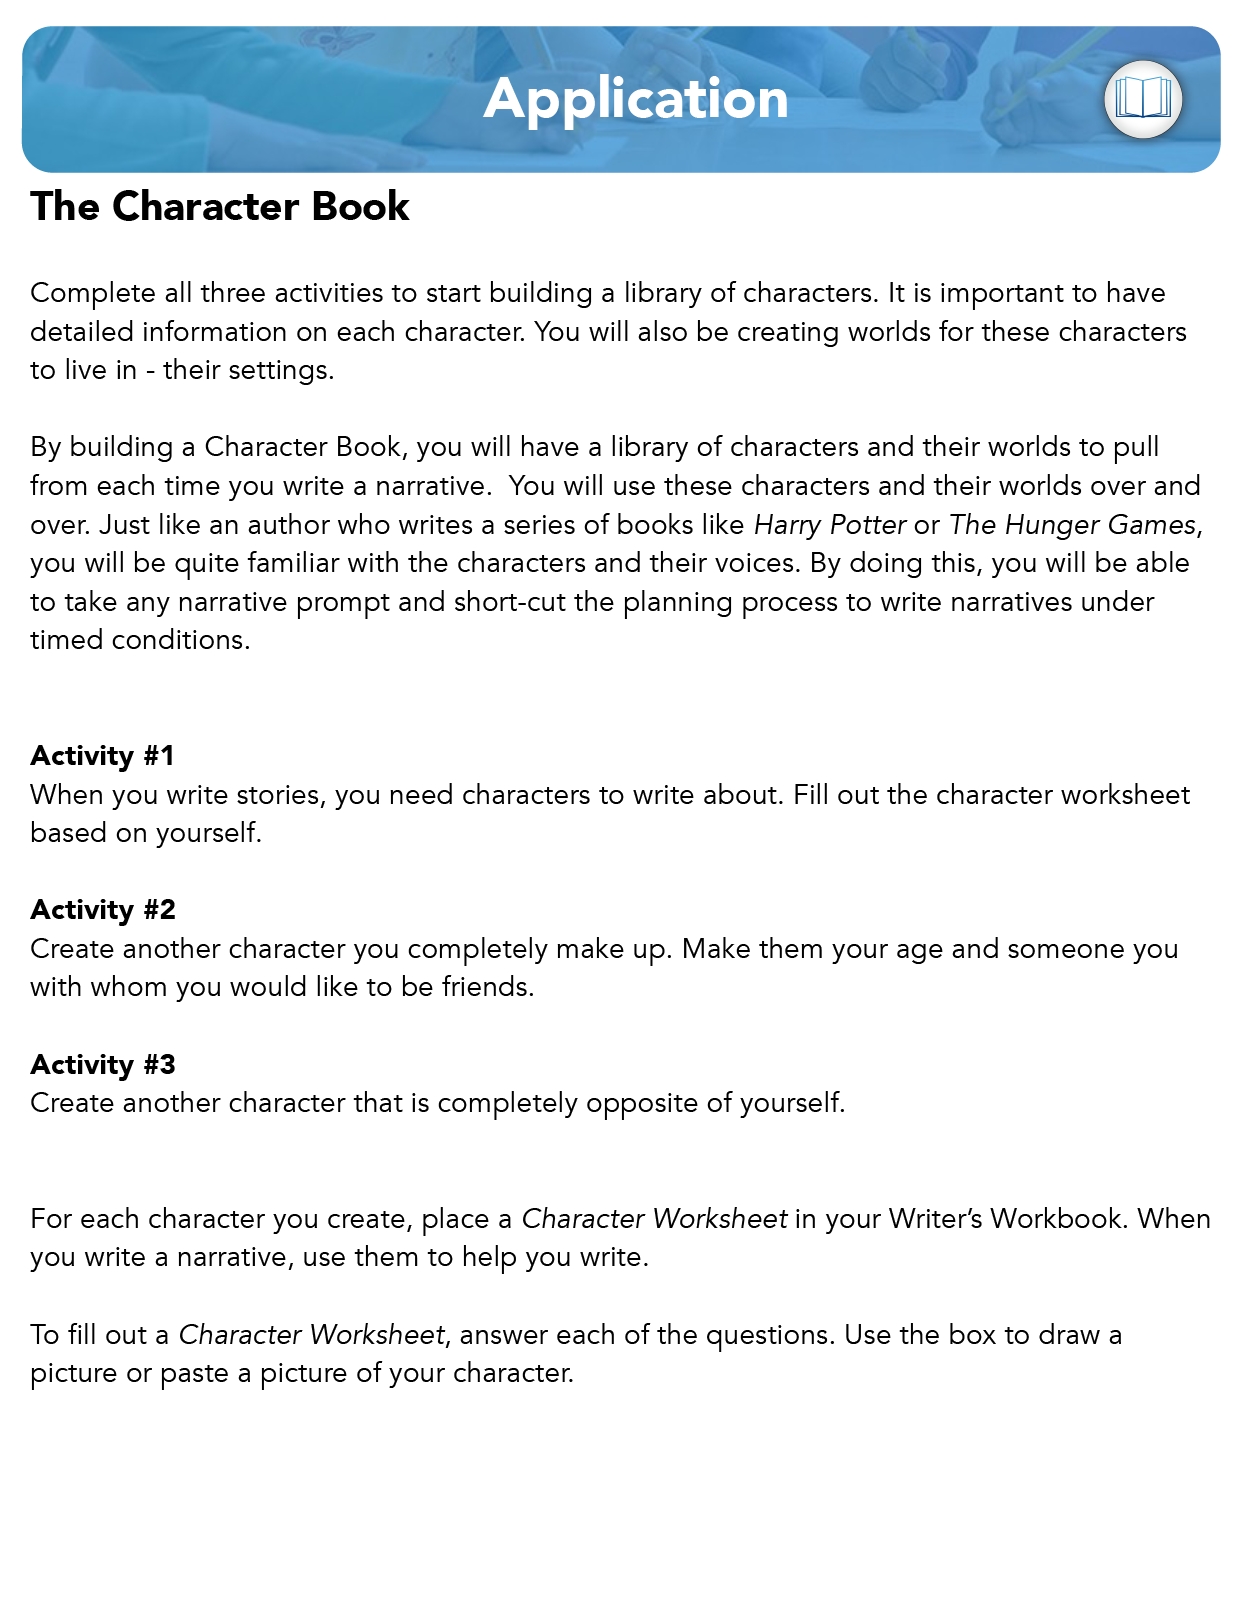 Application
The Character Book
Complete all three activities to start building a library of characters. It is important to have
detailed information on each character. You will also be creating worlds for these characters
to live in - their settings.
By building a Character Book, you will have a library of characters and their worlds to pull
from each time you write a narrative.  You will use these characters and their worlds over and
over. Just like an author who writes a series of books like Harry Potter or The Hunger Games,
you will be quite familiar with the characters and their voices. By doing this, you will be able
to take any narrative prompt and short-cut the planning process to write narratives under
timed conditions.
Activity #1
When you write stories, you need characters to write about. Fill out the character worksheet
based on yourself.
Activity #2
Create another character you completely make up. Make them your age and someone you
with whom you would like to be friends.
Activity #3
Create another character that is completely opposite of yourself.
For each character you create, place a Character Worksheet in your Writer’s Workbook. When
you write a narrative, use them to help you write.
To fill out a Character Worksheet, answer each of the questions. Use the box to draw a
picture or paste a picture of your character.